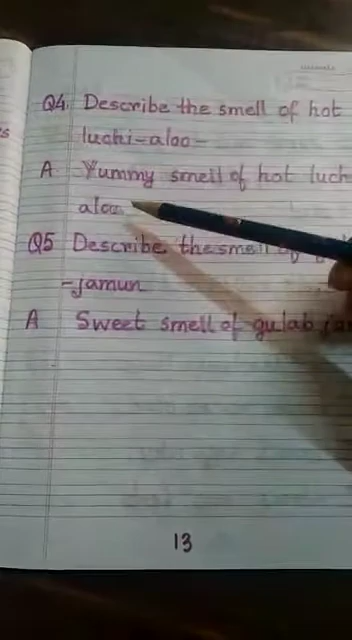 Q4 Describe the smell of hot
luchi-aloo-
A Yummy smell of hot luch
aloo
Q5 Describe the smell of
-jamun
A Sweet smell of gulab
13